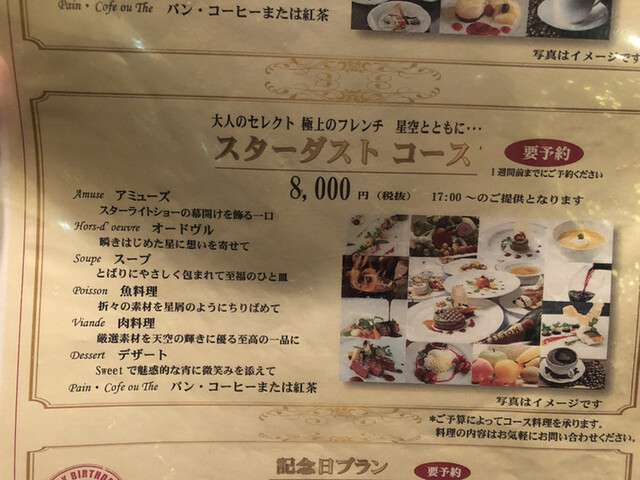 Pain・Cofe ou The パン・コーヒーまたは紅茶
写真はイメージです
大人のセレクト 極上のフレンチ 星空とともに・・・
スターダスト コース
要予約
1週間前までにご予約ください
8,000 円 (税抜) 17:00 ～のご提供となります
Amuse アミューズ
スターライトショーの幕開けを飾る一口
Hors-d' oeuvre オードヴル
瞬きはじめた星に想いを寄せて
Soupe スープ
とばりにやさしく包まれて至福のひと皿
Poisson 魚料理
折々の素材を星屑のようにちりばめて
Viande 肉料理
厳選素材を天空の輝きに優る至高の一品に
Dessert デザート
Sweet で魅惑的な宵に微笑みを添えて
Pain・Cofe ou The パン・コーヒーまたは紅茶
写真はイメージです
*ご予算によってコース料理を承ります。
料理の内容はお気軽にお問い合わせください。
記念日プラン
要予約
BIRTHD